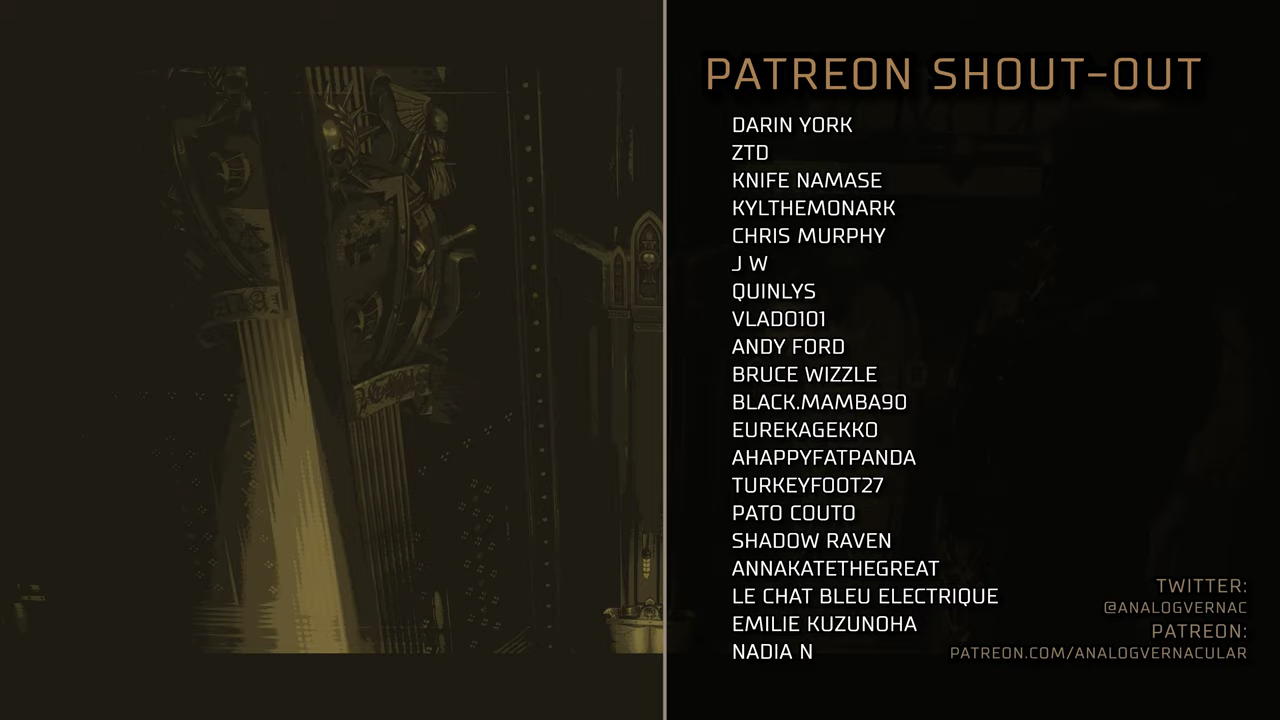 PATREON SHOUT-OUT
DARIN YORK
ZTD
KNIFE NAMASE
KYLTHEMONARK
CHRIS MURPHY
J W
QUINLYS
VLADO101
ANDY FORD
BRUCE WIZZLE
BLACK.MAMBA90
EUREKAGEKKO
AHAPPYFATPANDA
TURKEYFOOT27
PATO COUTO
SHADOW RAVEN
ANNAKATETHEGREAT
LE CHAT BLEU ELECTRIQUE
EMILIE KUZUNOHA
NADIA N
TWITTER:
@ANALOGVERNAC
PATREON:
PATREON.COM/ANALOGVERNACULAR